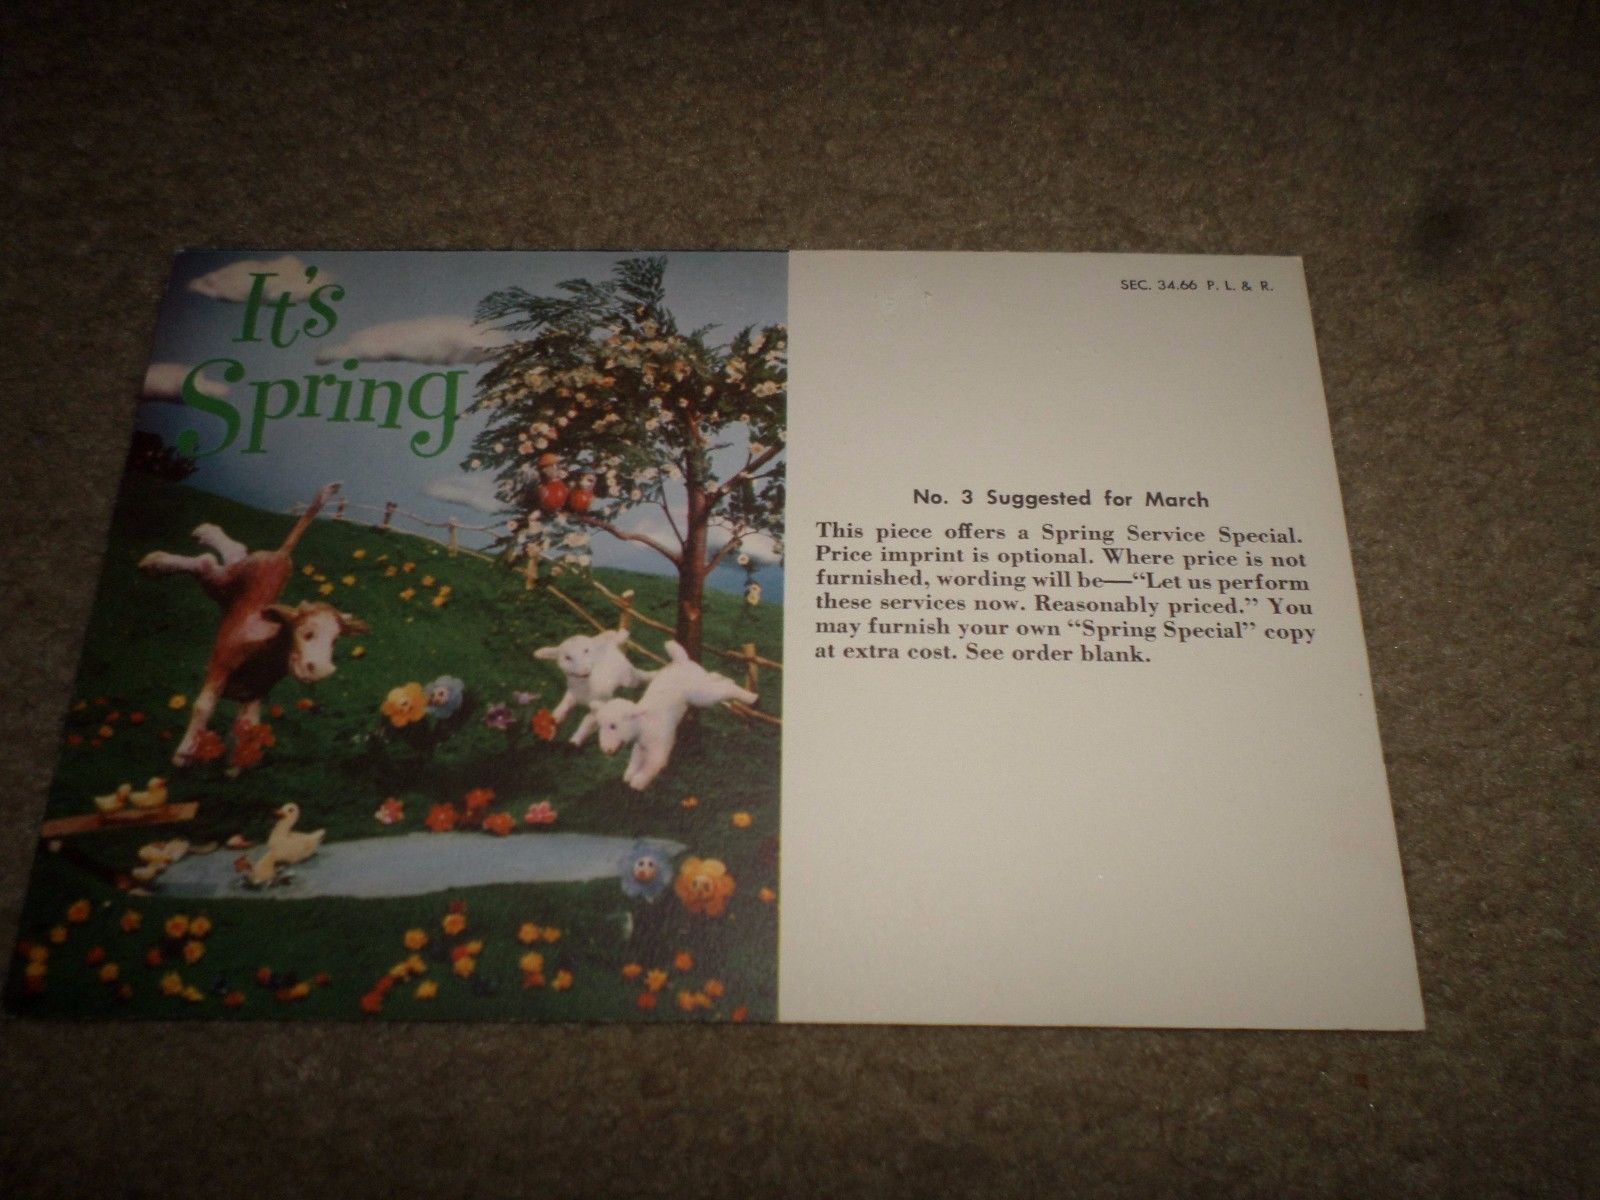 It's
Spring
SEC. 34.66 P. L. & R.
No. 3 Suggested for March
This piece offers a Spring Service Special.
Price imprint is optional. Where price is not
furnished, wording will be—“Let us perform
these services now. Reasonably priced.” You
may furnish your own “Spring Special” copy
at extra cost. See order blank.